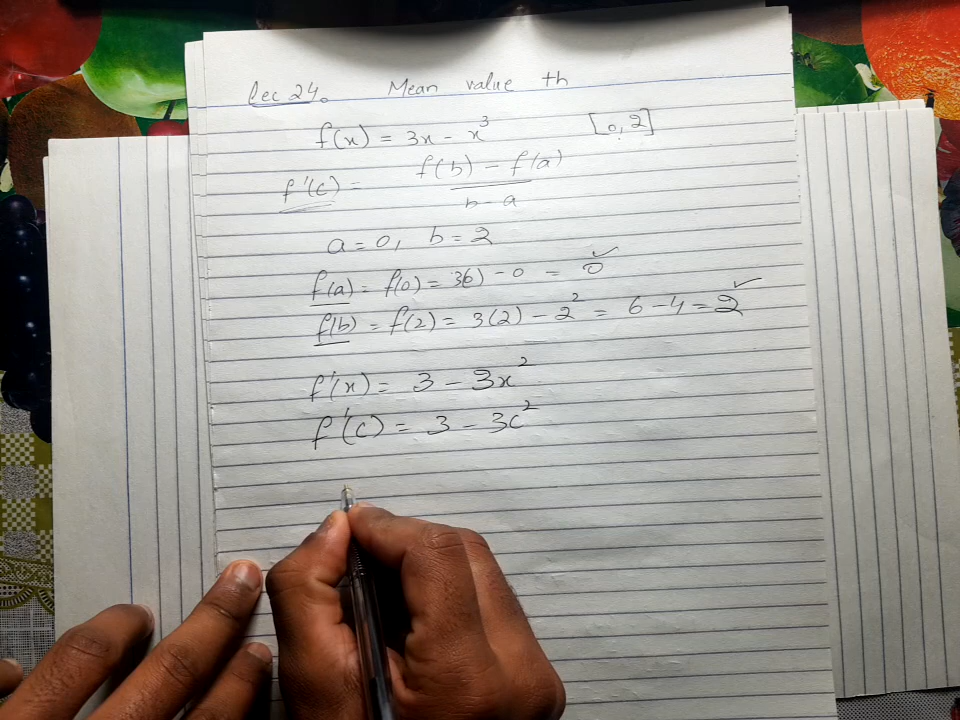 Lec 24. Mean value th
f(x) = 3x - x³ [0, 2]
f'(c) = f(b) - f(a) / b - a
a = 0, b = 2
f(a) = f(0) = 3(0) - 0 = 0 ✓
f(b) = f(2) = 3(2) - 2² = 6 - 4 = 2 ✓
f'(x) = 3 - 3x²
f'(c) = 3 - 3c²